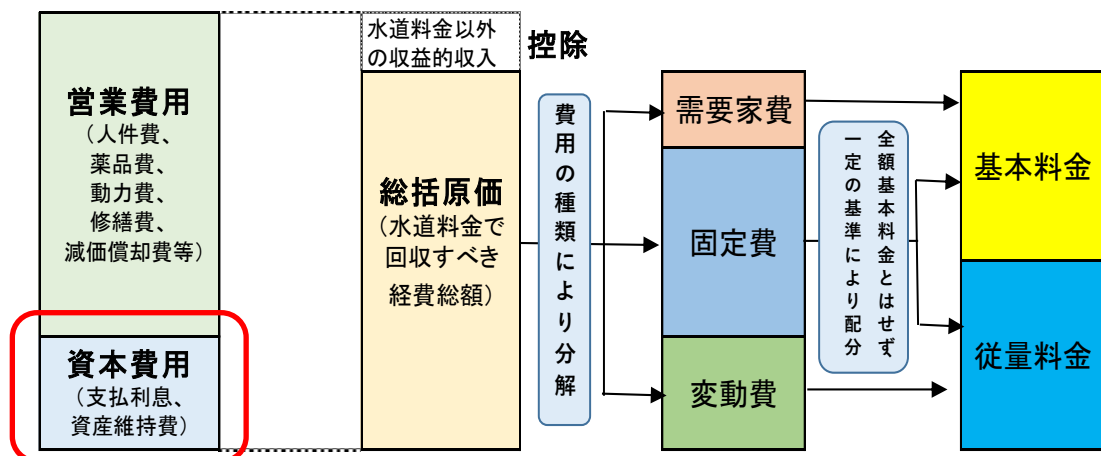 営業費用
（人件費、
薬品費、
動力費、
修繕費、
減価償却費等）
資本費用
（支払利息、
資産維持費）
水道料金以外
の収益的収入
控除
総括原価
（水道料金で
回収すべき
経費総額）
費用の種類により分解
需要家費
固定費
変動費
全額基本料金とはせず
一定の基準により配分
基本料金
従量料金